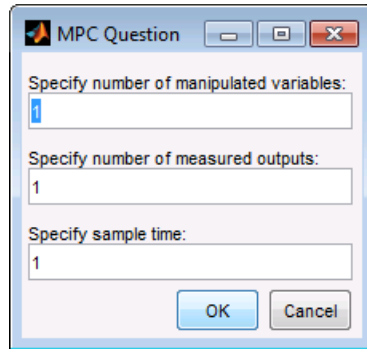 MPC Question
Specify number of manipulated variables:
1
Specify number of measured outputs:
1
Specify sample time:
1
OK Cancel